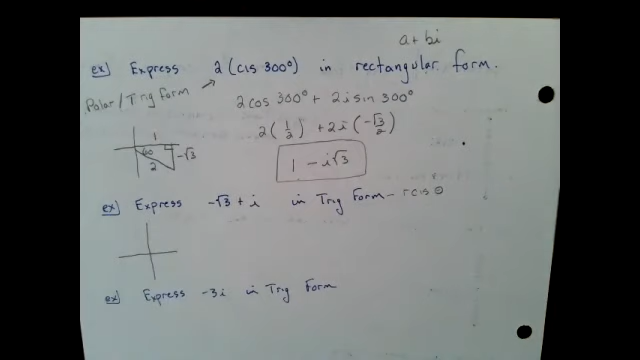 a + bi
ex) Express 2(cis 300°) in rectangular form.
Polar/Trig form
2cos 300° + 2i sin 300°
2(1/2) + 2i(-√3/2)
1 - i√3
1
60
-√3
2
ex) Express -√3 + i in Trig Form - rcisθ
ex) Express -3i in Trig Form